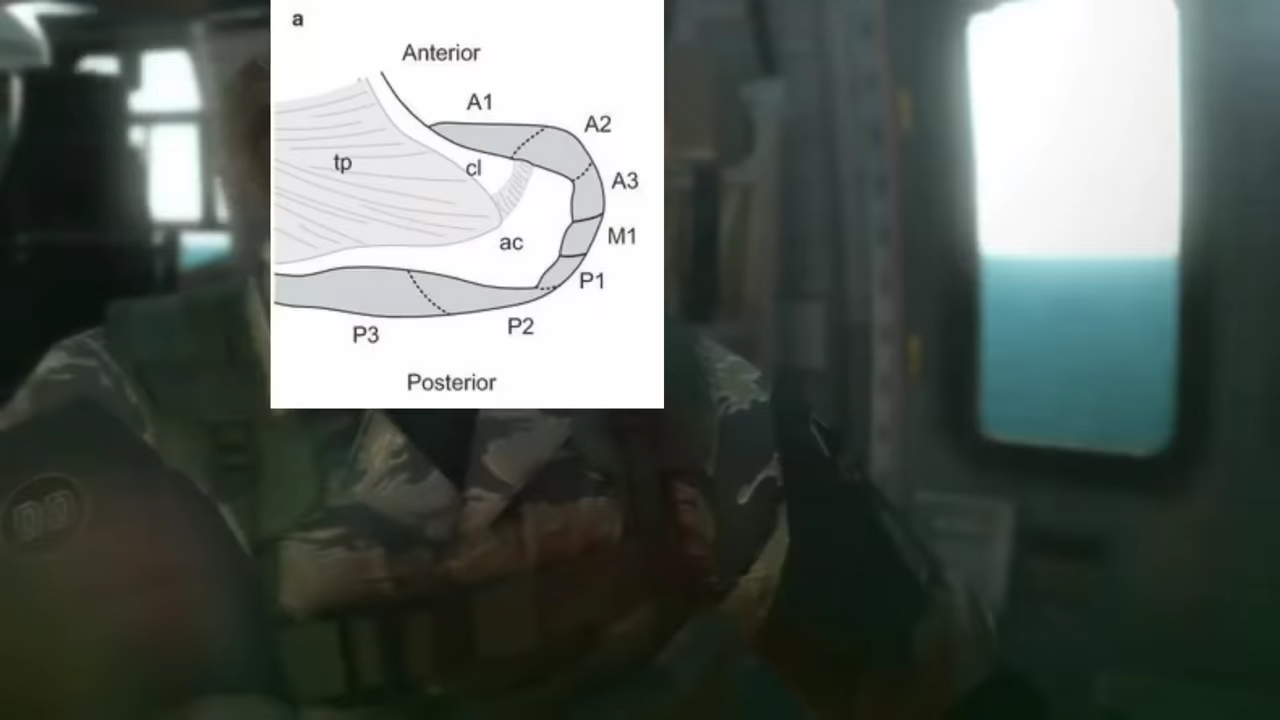 a
Anterior
A1
A2
tp
cl
A3
ac
M1
P1
P3
P2
Posterior